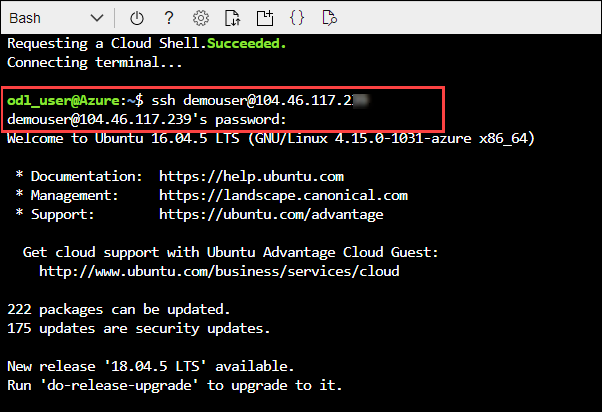 Bash
Requesting a Cloud Shell.Succeeded.
Connecting terminal...
odl_user@Azure:~$ ssh demouser@104.46.117.2
demouser@104.46.117.239's password:
Welcome to Ubuntu 16.04.5 LTS (GNU/Linux 4.15.0-1031-azure x86_64)
* Documentation: https://help.ubuntu.com
* Management: https://landscape.canonical.com
* Support: https://ubuntu.com/advantage
Get cloud support with Ubuntu Advantage Cloud Guest:
http://www.ubuntu.com/business/services/cloud
222 packages can be updated.
175 updates are security updates.
New release '18.04.5 LTS' available.
Run 'do-release-upgrade' to upgrade to it.